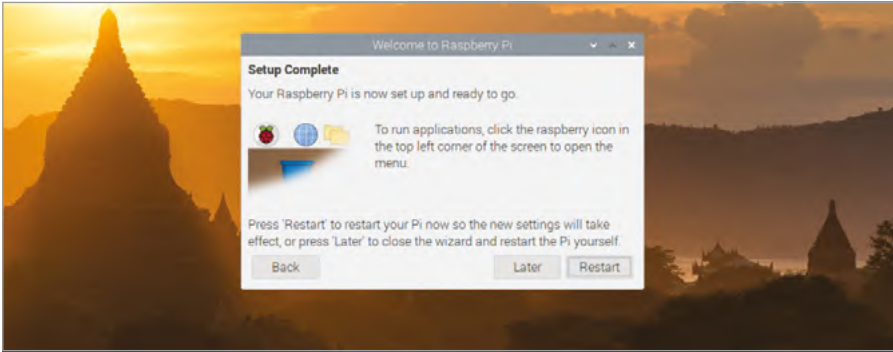 Welcome to Raspberry Pi
Setup Complete
Your Raspberry Pi is now set up and ready to go.
To run applications, click the raspberry icon in
the top left corner of the screen to open the
menu.
Press 'Restart' to restart your Pi now so the new settings will take
effect, or press 'Later' to close the wizard and restart the Pi yourself.
Back
Later
Restart